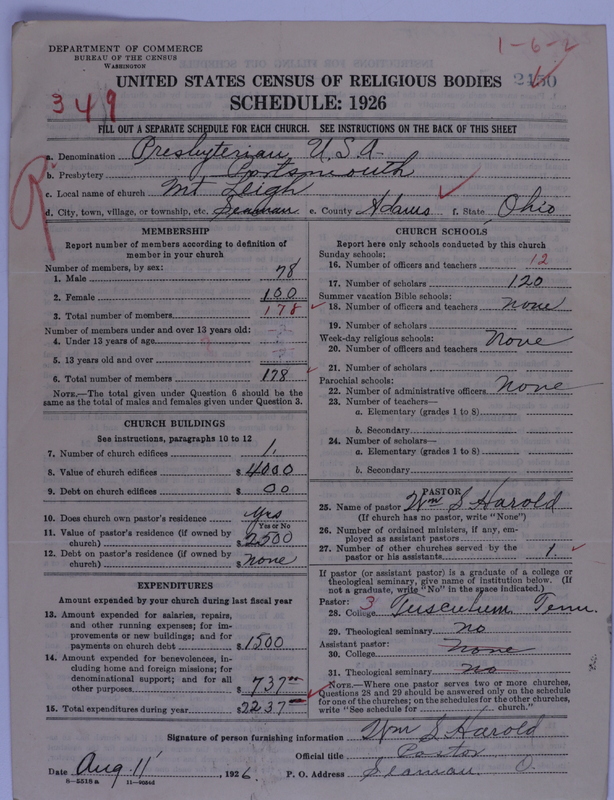 DEPARTMENT OF COMMERCE
BUREAU OF THE CENSUS
WASHINGTON
1-6-2
UNITED STATES CENSUS OF RELIGIOUS BODIES
349
SCHEDULE: 1926
FILL OUT A SEPARATE SCHEDULE FOR EACH CHURCH. SEE INSTRUCTIONS ON THE BACK OF THIS SHEET
a. Denomination Presbyterian U.S.A.
b. Presbytery Portsmouth
c. Local name of church Mt Leigh
d. City, town, village, or township, etc. Seaman e. County Adams f. State Ohio
MEMBERSHIP
Report number of members according to definition of member in your church
Number of members, by sex:
1. Male 78
2. Female 100
3. Total number of members 178
Number of members under and over 13 years old:
4. Under 13 years of age
5. 13 years old and over
6. Total number of members 178
NOTE.—The total given under Question 6 should be the same as the total of males and females given under Question 3.
CHURCH BUILDINGS
See instructions, paragraphs 10 to 12
7. Number of church edifices 1
8. Value of church edifices $ 4000
9. Debt on church edifices $ 00
10. Does church own pastor's residence yes
Yes or No
11. Value of pastor's residence (if owned by church) $ 2500
12. Debt on pastor's residence (if owned by church) $ none
EXPENDITURES
Amount expended by your church during last fiscal year
13. Amount expended for salaries, repairs, and other running expenses; for improvements or new buildings; and for payments on church debt $ 1500
14. Amount expended for benevolences, including home and foreign missions; for denominational support; and for all other purposes $ 737
15. Total expenditures during year $ 2237
CHURCH SCHOOLS
Report here only schools conducted by this church
Sunday schools:
16. Number of officers and teachers 12
17. Number of scholars 120
Summer vacation Bible schools:
18. Number of officers and teachers none
19. Number of scholars
Week-day religious schools: None
20. Number of officers and teachers
21. Number of scholars
Parochial schools:
22. Number of administrative officers None
23. Number of teachers—
a. Elementary (grades 1 to 8)
b. Secondary
24. Number of scholars—
a. Elementary (grades 1 to 8)
b. Secondary
PASTOR
25. Name of pastor Wm S Harold
(If church has no pastor, write "None")
26. Number of ordained ministers, if any, employed as assistant pastors
27. Number of other churches served by the pastor or his assistants 1
If pastor (or assistant pastor) is a graduate of a college or theological seminary, give name of institution below. (If not a graduate, write "No" in the space indicated.)
Pastor: 3
28. College Tusculum Tenn.
29. Theological seminary no
Assistant pastor:
30. College None
31. Theological seminary no
NOTE.—Where one pastor serves two or more churches, Questions 28 and 29 should be answered only on the schedule for one of the churches; on the schedules for the other churches, write "See schedule for church."
Signature of person furnishing information Wm S Harold
Official title Pastor
Date Aug 11, 1926. P. O. Address Seaman O.
8-5518a